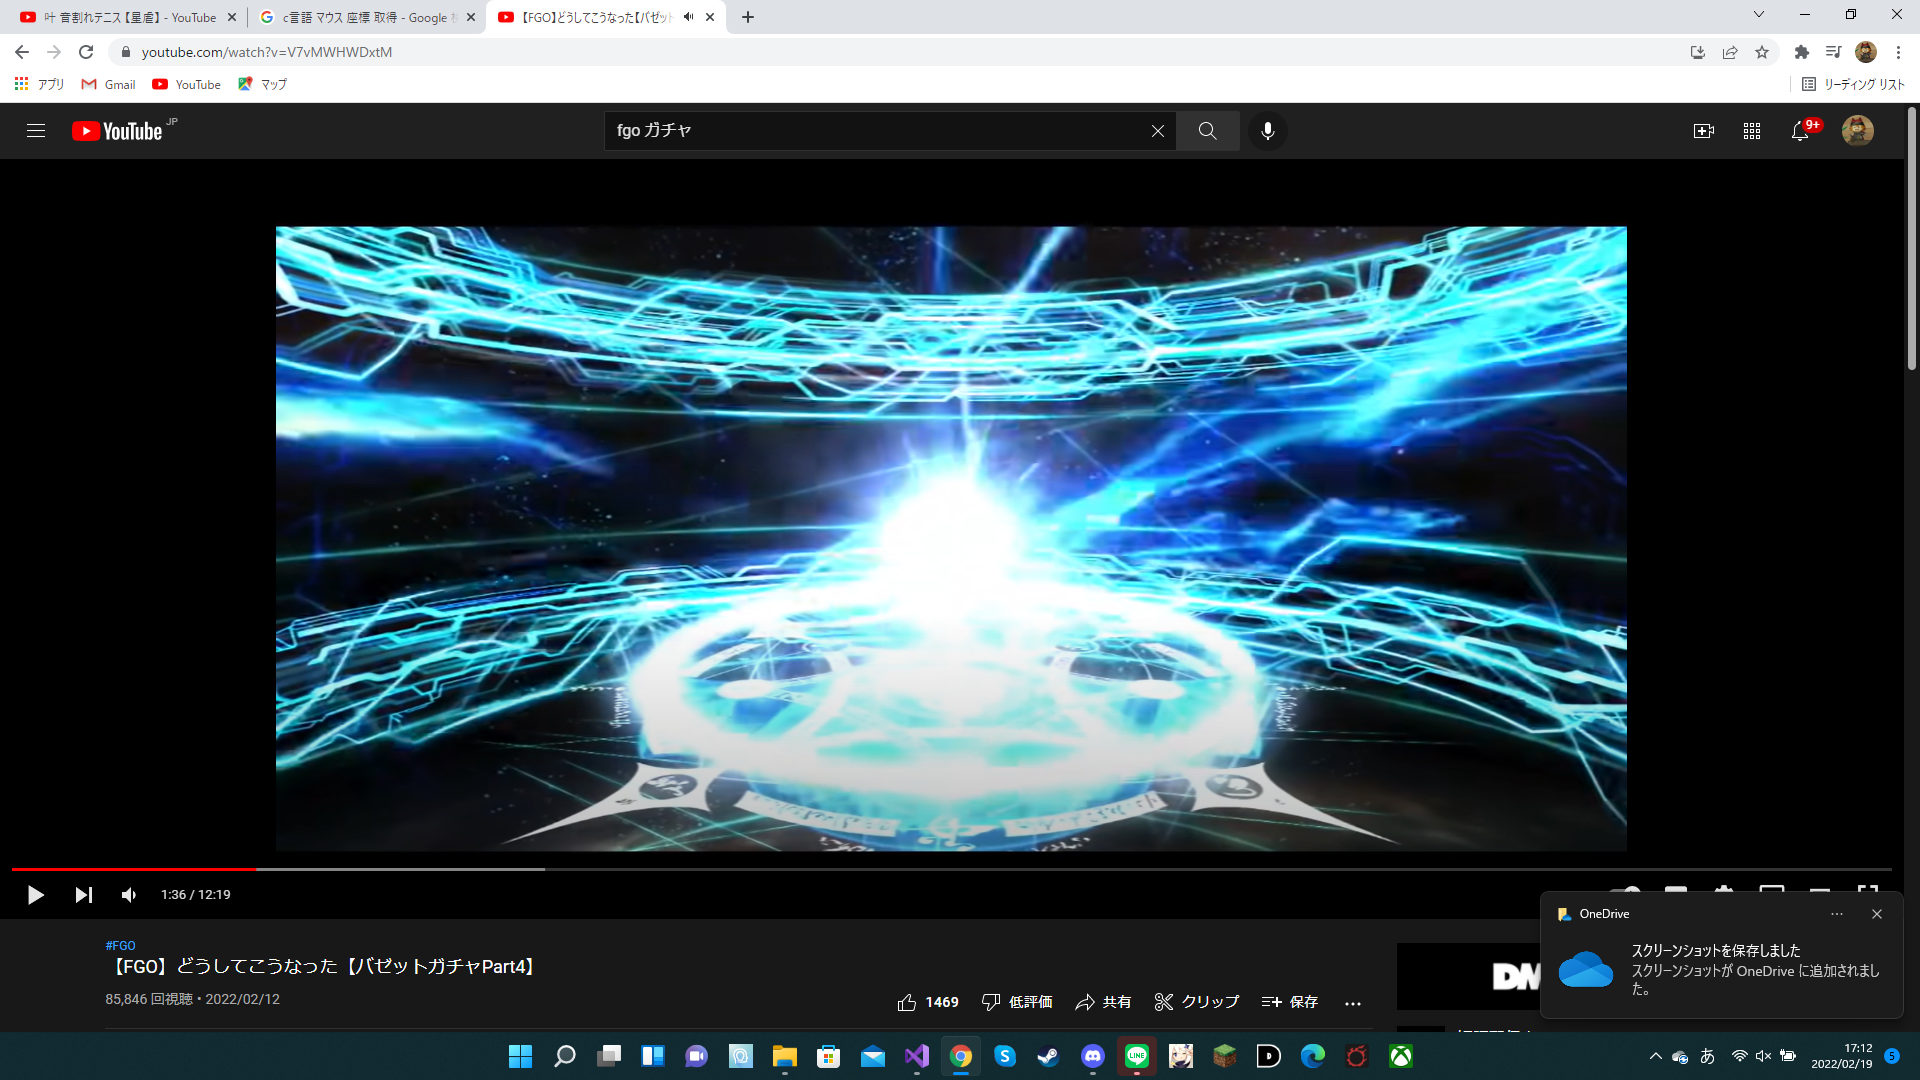 叶 音割れテニス【星虐】 - YouTube
c言語 マウス 座標 取得 - Google
【FGO】どうしてこうなった【バゼット
youtube.com/watch?v=V7vMWHWDxtM
アプリ
Gmail
YouTube
マップ
リーディング リスト
YouTube JP
fgo ガチャ
9+
1:36 / 12:19
#FGO
【FGO】どうしてこうなった【バゼットガチャPart4】
85,846 回視聴・2022/02/12
1469
低評価
共有
クリップ
保存
DM
OneDrive
スクリーンショットを保存しました
スクリーンショットが OneDrive に追加されまし
た。
LINE
あ
17:12
2022/02/19
5